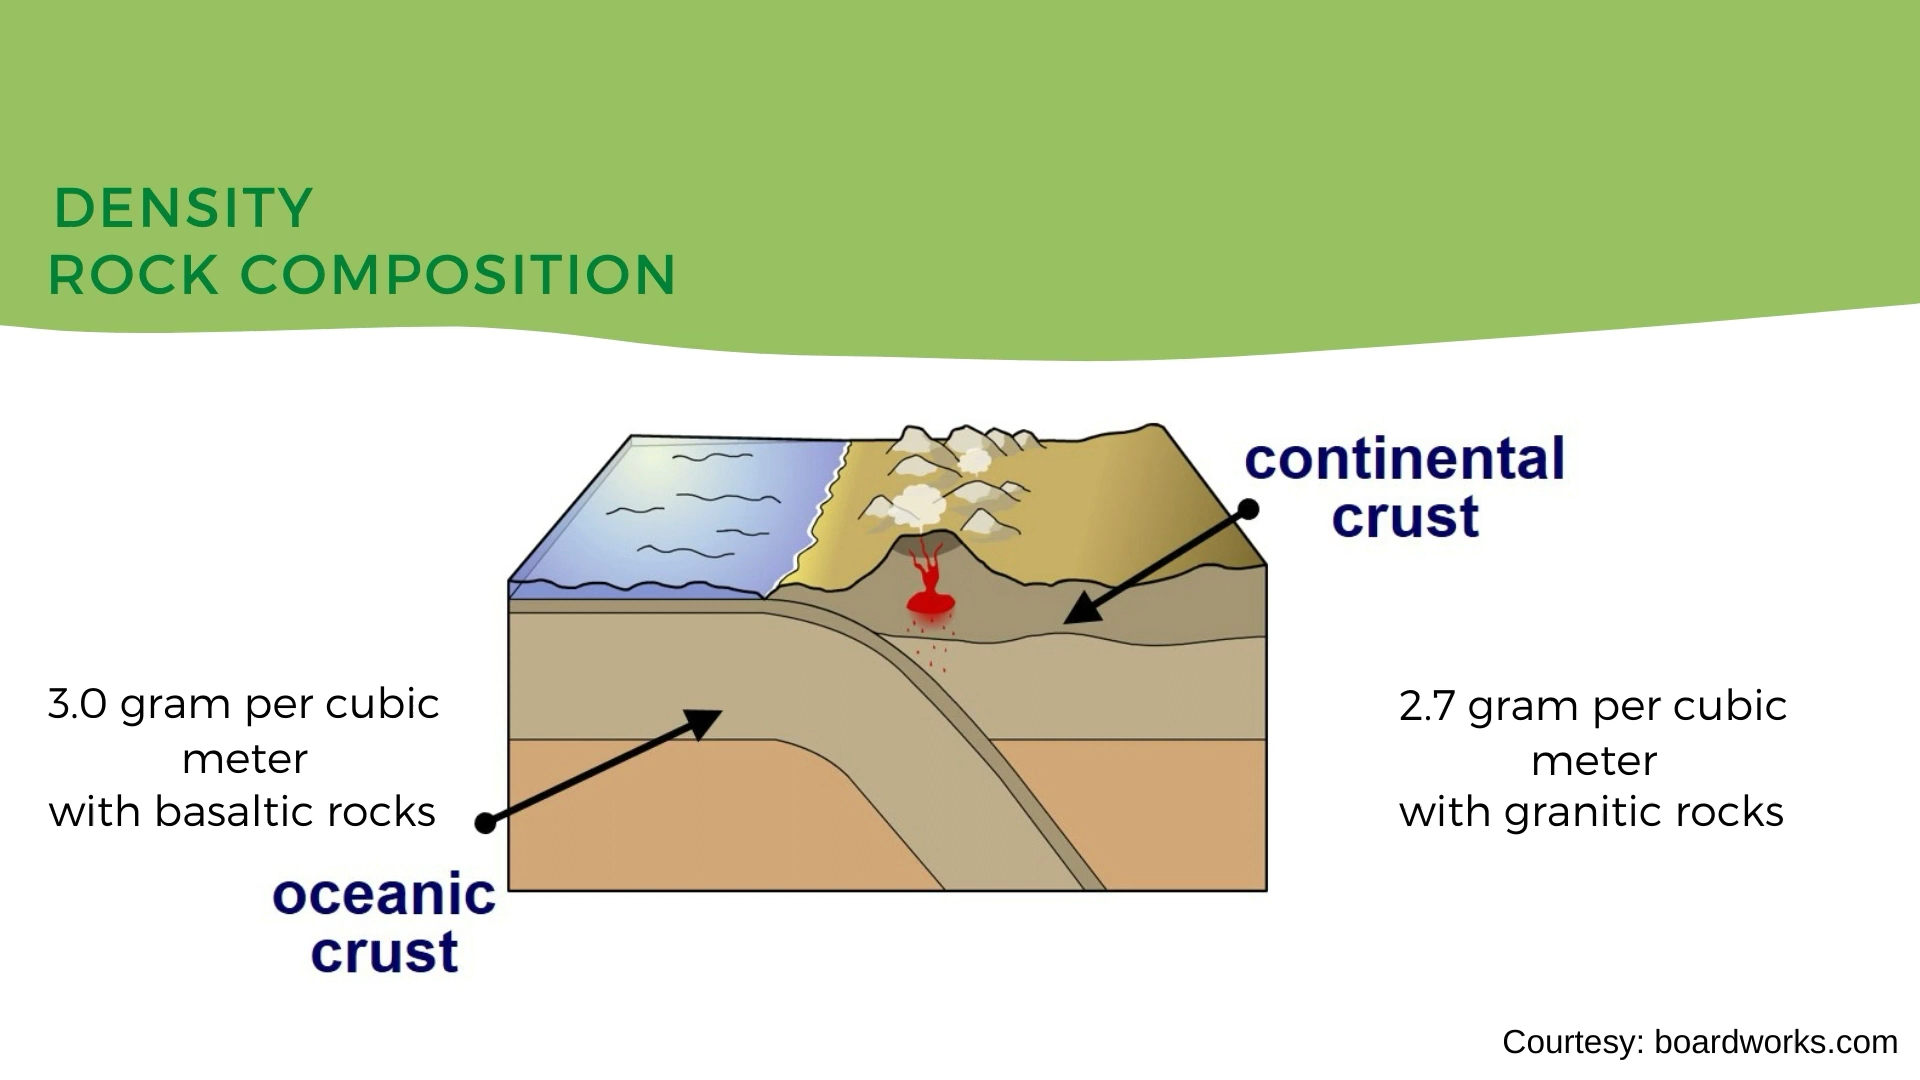 DENSITY
ROCK COMPOSITION
continental
crust
3.0 gram per cubic
meter
with basaltic rocks
2.7 gram per cubic
meter
with granitic rocks
oceanic
crust
Courtesy: boardworks.com